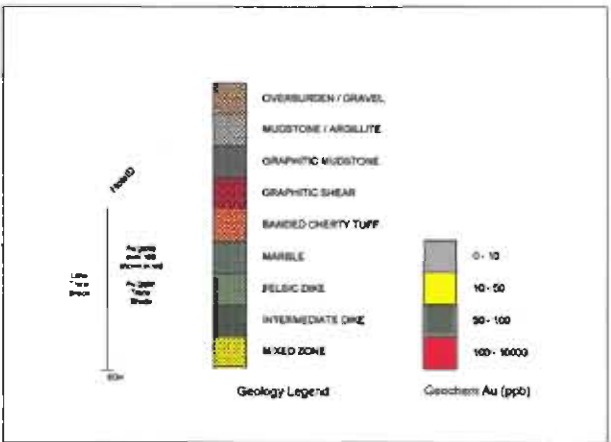 OVERBURDEN / GRAVEL
MUDSTONE / ARGILLITE
GRAPHITIC MUDSTONE
GRAPHITIC SHEAR
BANDED CHERTY TUFF
MARBLE
FELSIC DIKE
INTERMEDIATE DIKE
MIXED ZONE
Geology Legend
HoleID
0 - 10
10 - 50
50 - 100
100 - 10000
Geochem Au (ppb)
EOH